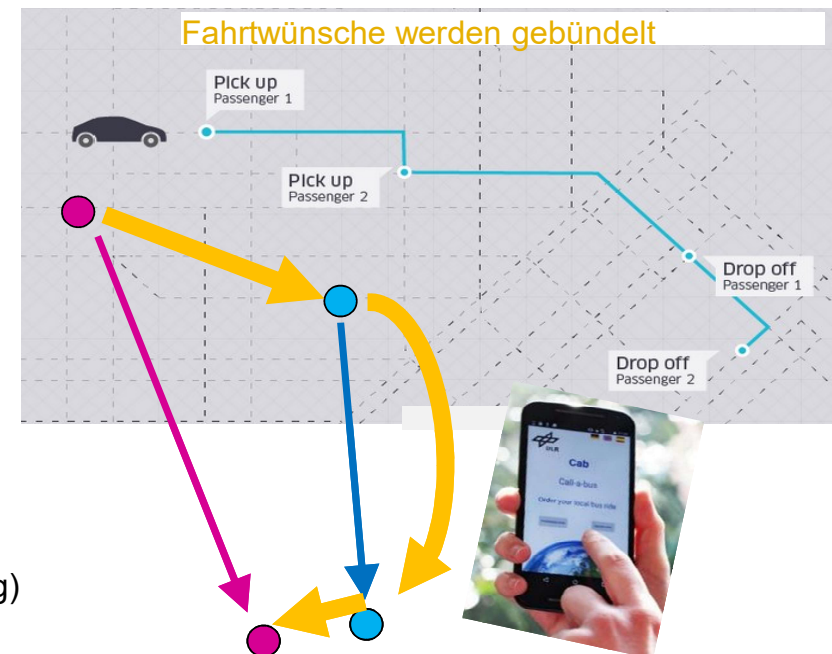 Fahrtwünsche werden gebündelt
Pick up
Passenger 1
Pick up
Passenger 2
Drop off
Passenger 1
Drop off
Passenger 2
DLR
Cab
Call-a-bus
Order your local bus ride
g)